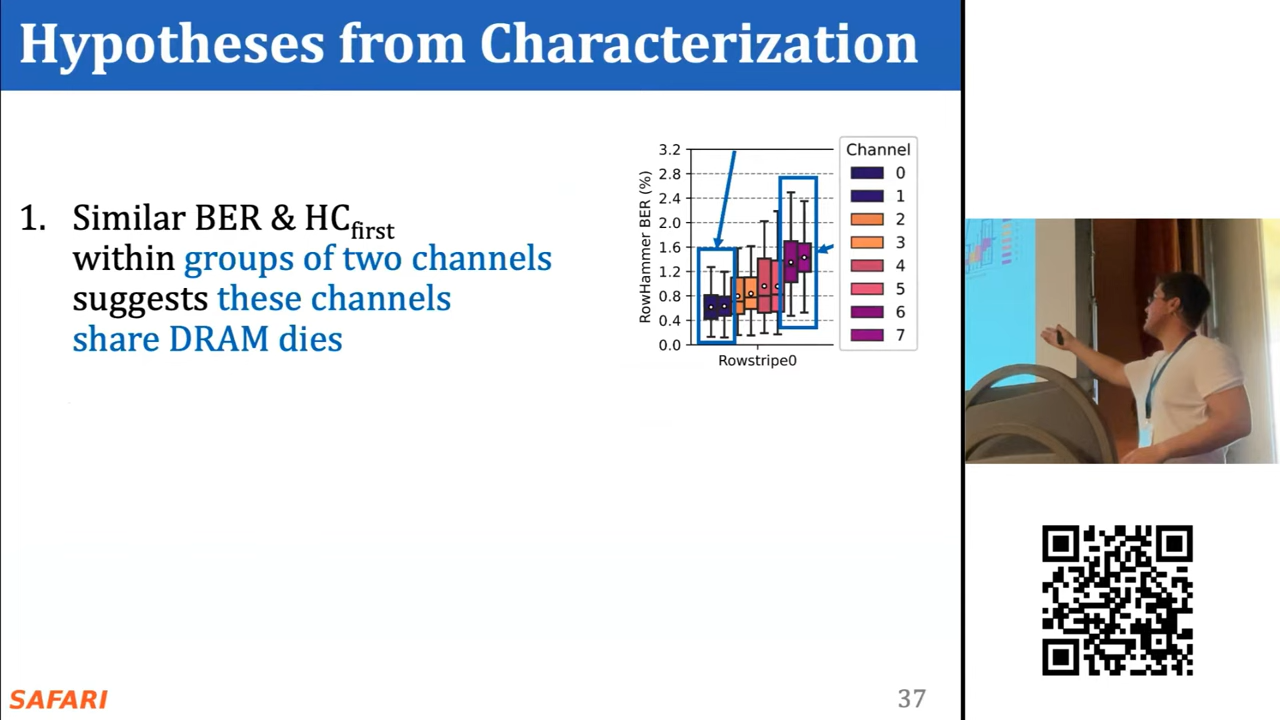 Hypotheses from Characterization
1. Similar BER & HCfirst
within groups of two channels
suggests these channels
share DRAM dies
RowHammer BER (%)
3.2
2.8
2.4
2.0
1.6
1.2
0.8
0.4
0.0
Rowstripe0
Channel
0
1
2
3
4
5
6
7
SAFARI
37